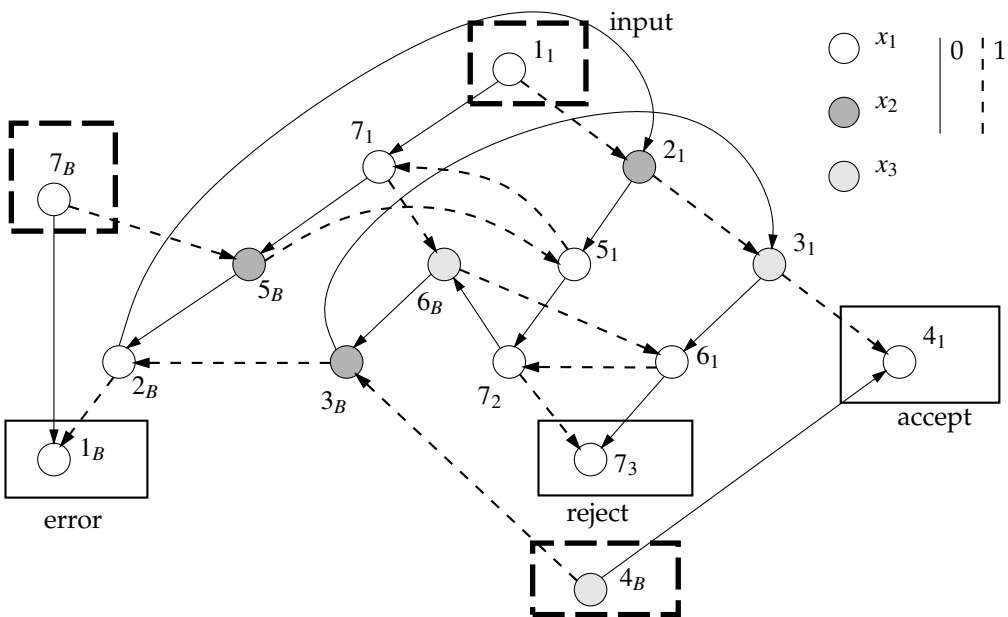 input
1₁
x₁
0
1
7₁
x₂
2₁
7_B
x₃
5₁
3₁
5_B
6_B
4₁
2_B
3_B
7₂
6₁
accept
1_B
7₃
error
reject
4_B